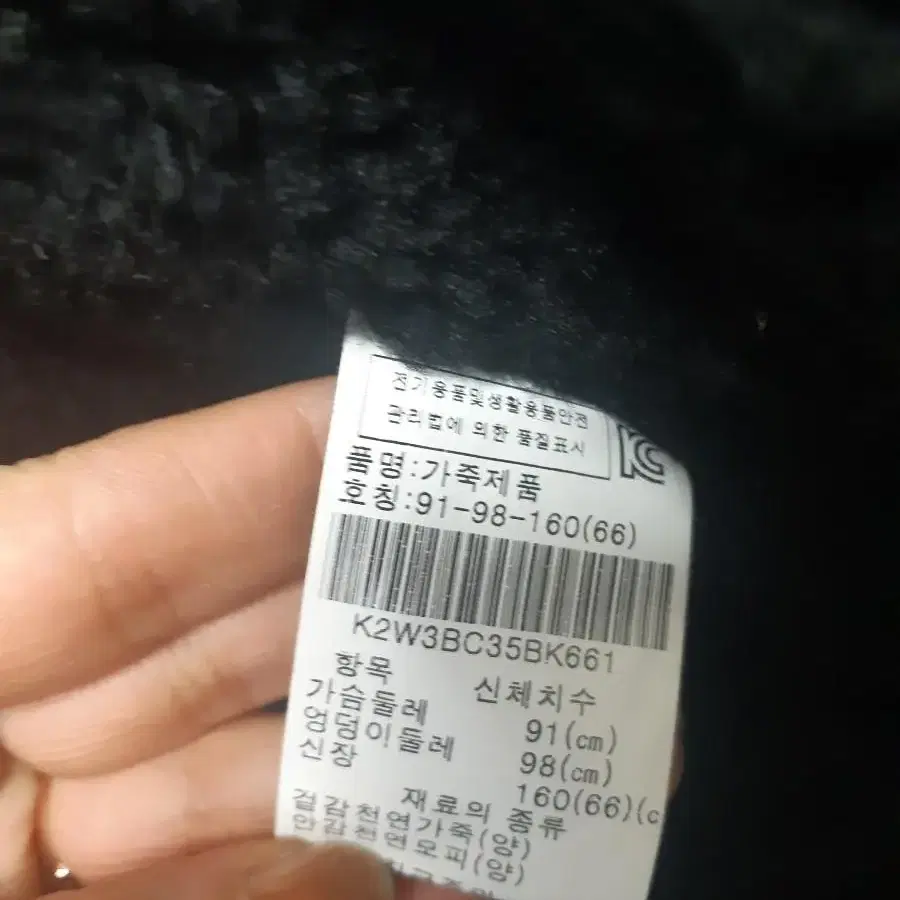 전기용품및생활용품안전
관리법에 의한 품질표시
품명:가죽제품
호칭:91-98-160(66)
K2W3BC35BK661
항목 신체치수
가슴둘레 91(cm)
엉덩이둘레 98(cm)
신장 160(66)(c
재료의 종류
겉감천연가죽(양)
안감천연모피(양)